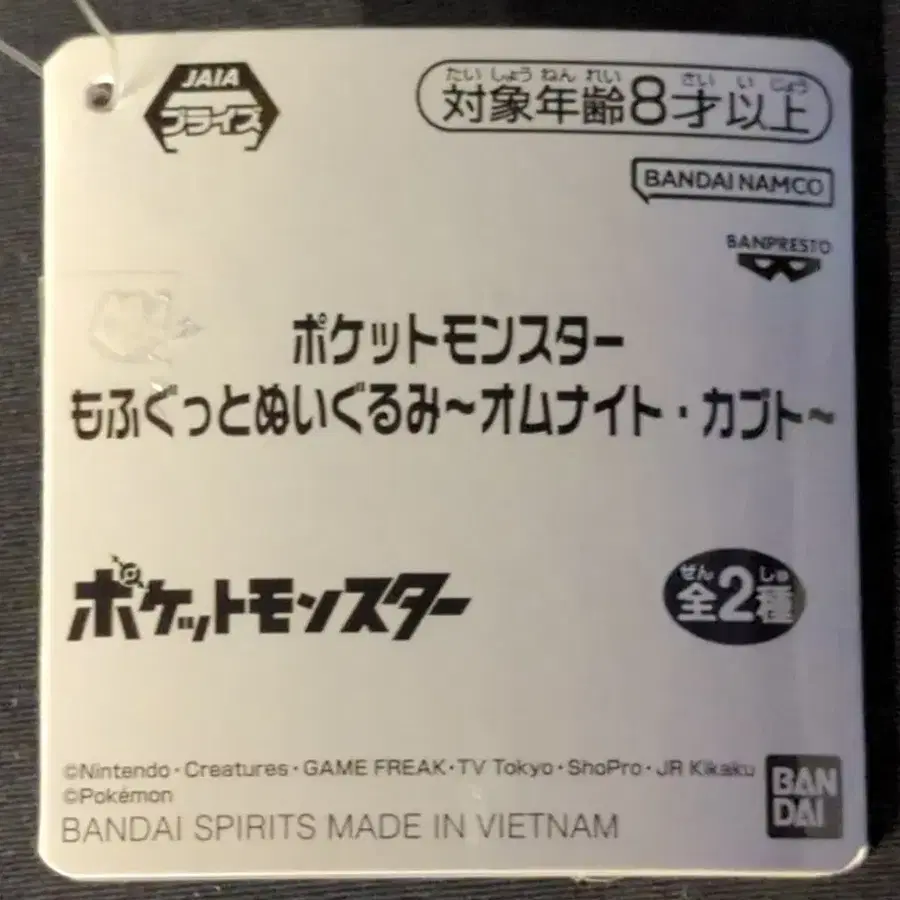 JAIA
プライズ
たいしょうねんれい さいいじょう
対象年齢8才以上
BANDAI NAMCO
BANPRESTO
ポケットモンスター
もふぐっとぬいぐるみ～オムナイト・カブト～
ポケットモンスター
ぜん しゅ
全2種
©Nintendo・Creatures・GAME FREAK・TV Tokyo・ShoPro・JR Kikaku
©Pokémon
BANDAI SPIRITS MADE IN VIETNAM
BAN
DAI